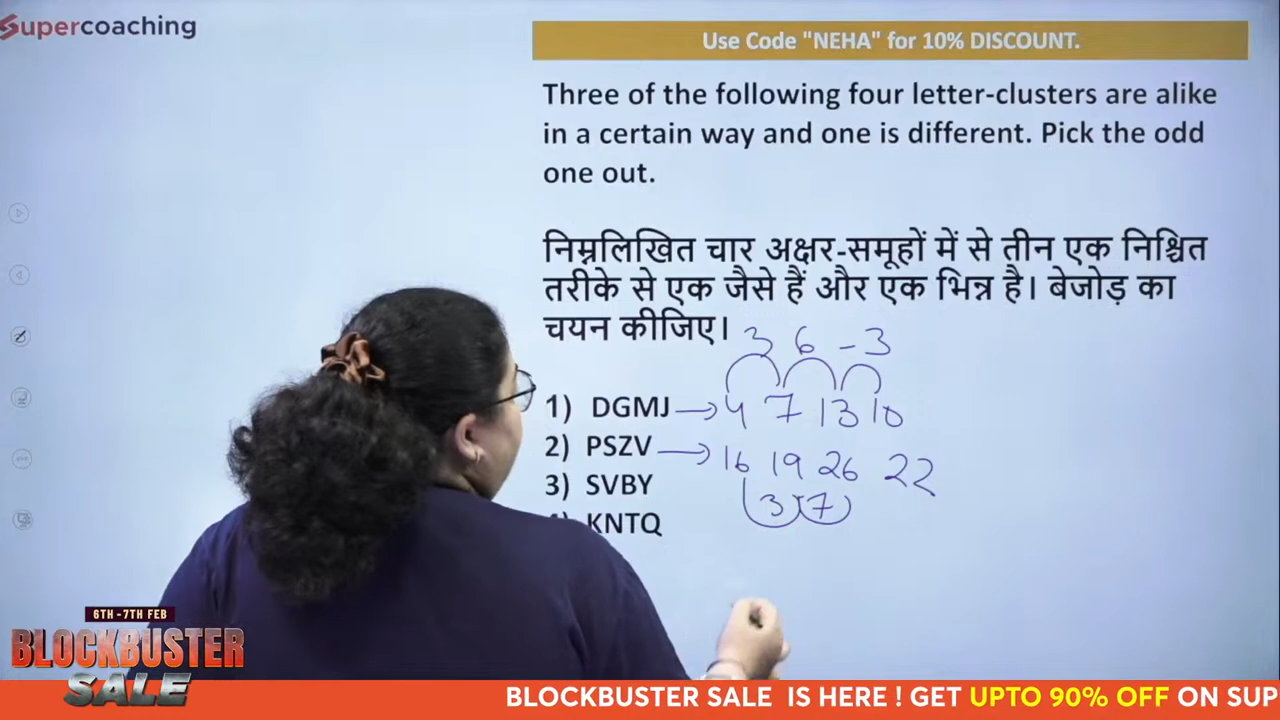 Supercoaching
Use Code "NEHA" for 10% DISCOUNT.
Three of the following four letter-clusters are alike
in a certain way and one is different. Pick the odd
one out.
निम्नलिखित चार अक्षर-समूहों में से तीन एक निश्चित
तरीके से एक जैसे हैं और एक भिन्न है। बेजोड़ का
चयन कीजिए।
3 6 -3
1) DGMJ → 4 7 13 10
2) PSZV → 16 19 26 22
3) SVBY
3 7
4) KNTQ
6TH -7TH FEB
BLOCKBUSTER
SALE
BLOCKBUSTER SALE IS HERE ! GET UPTO 90% OFF ON SUP